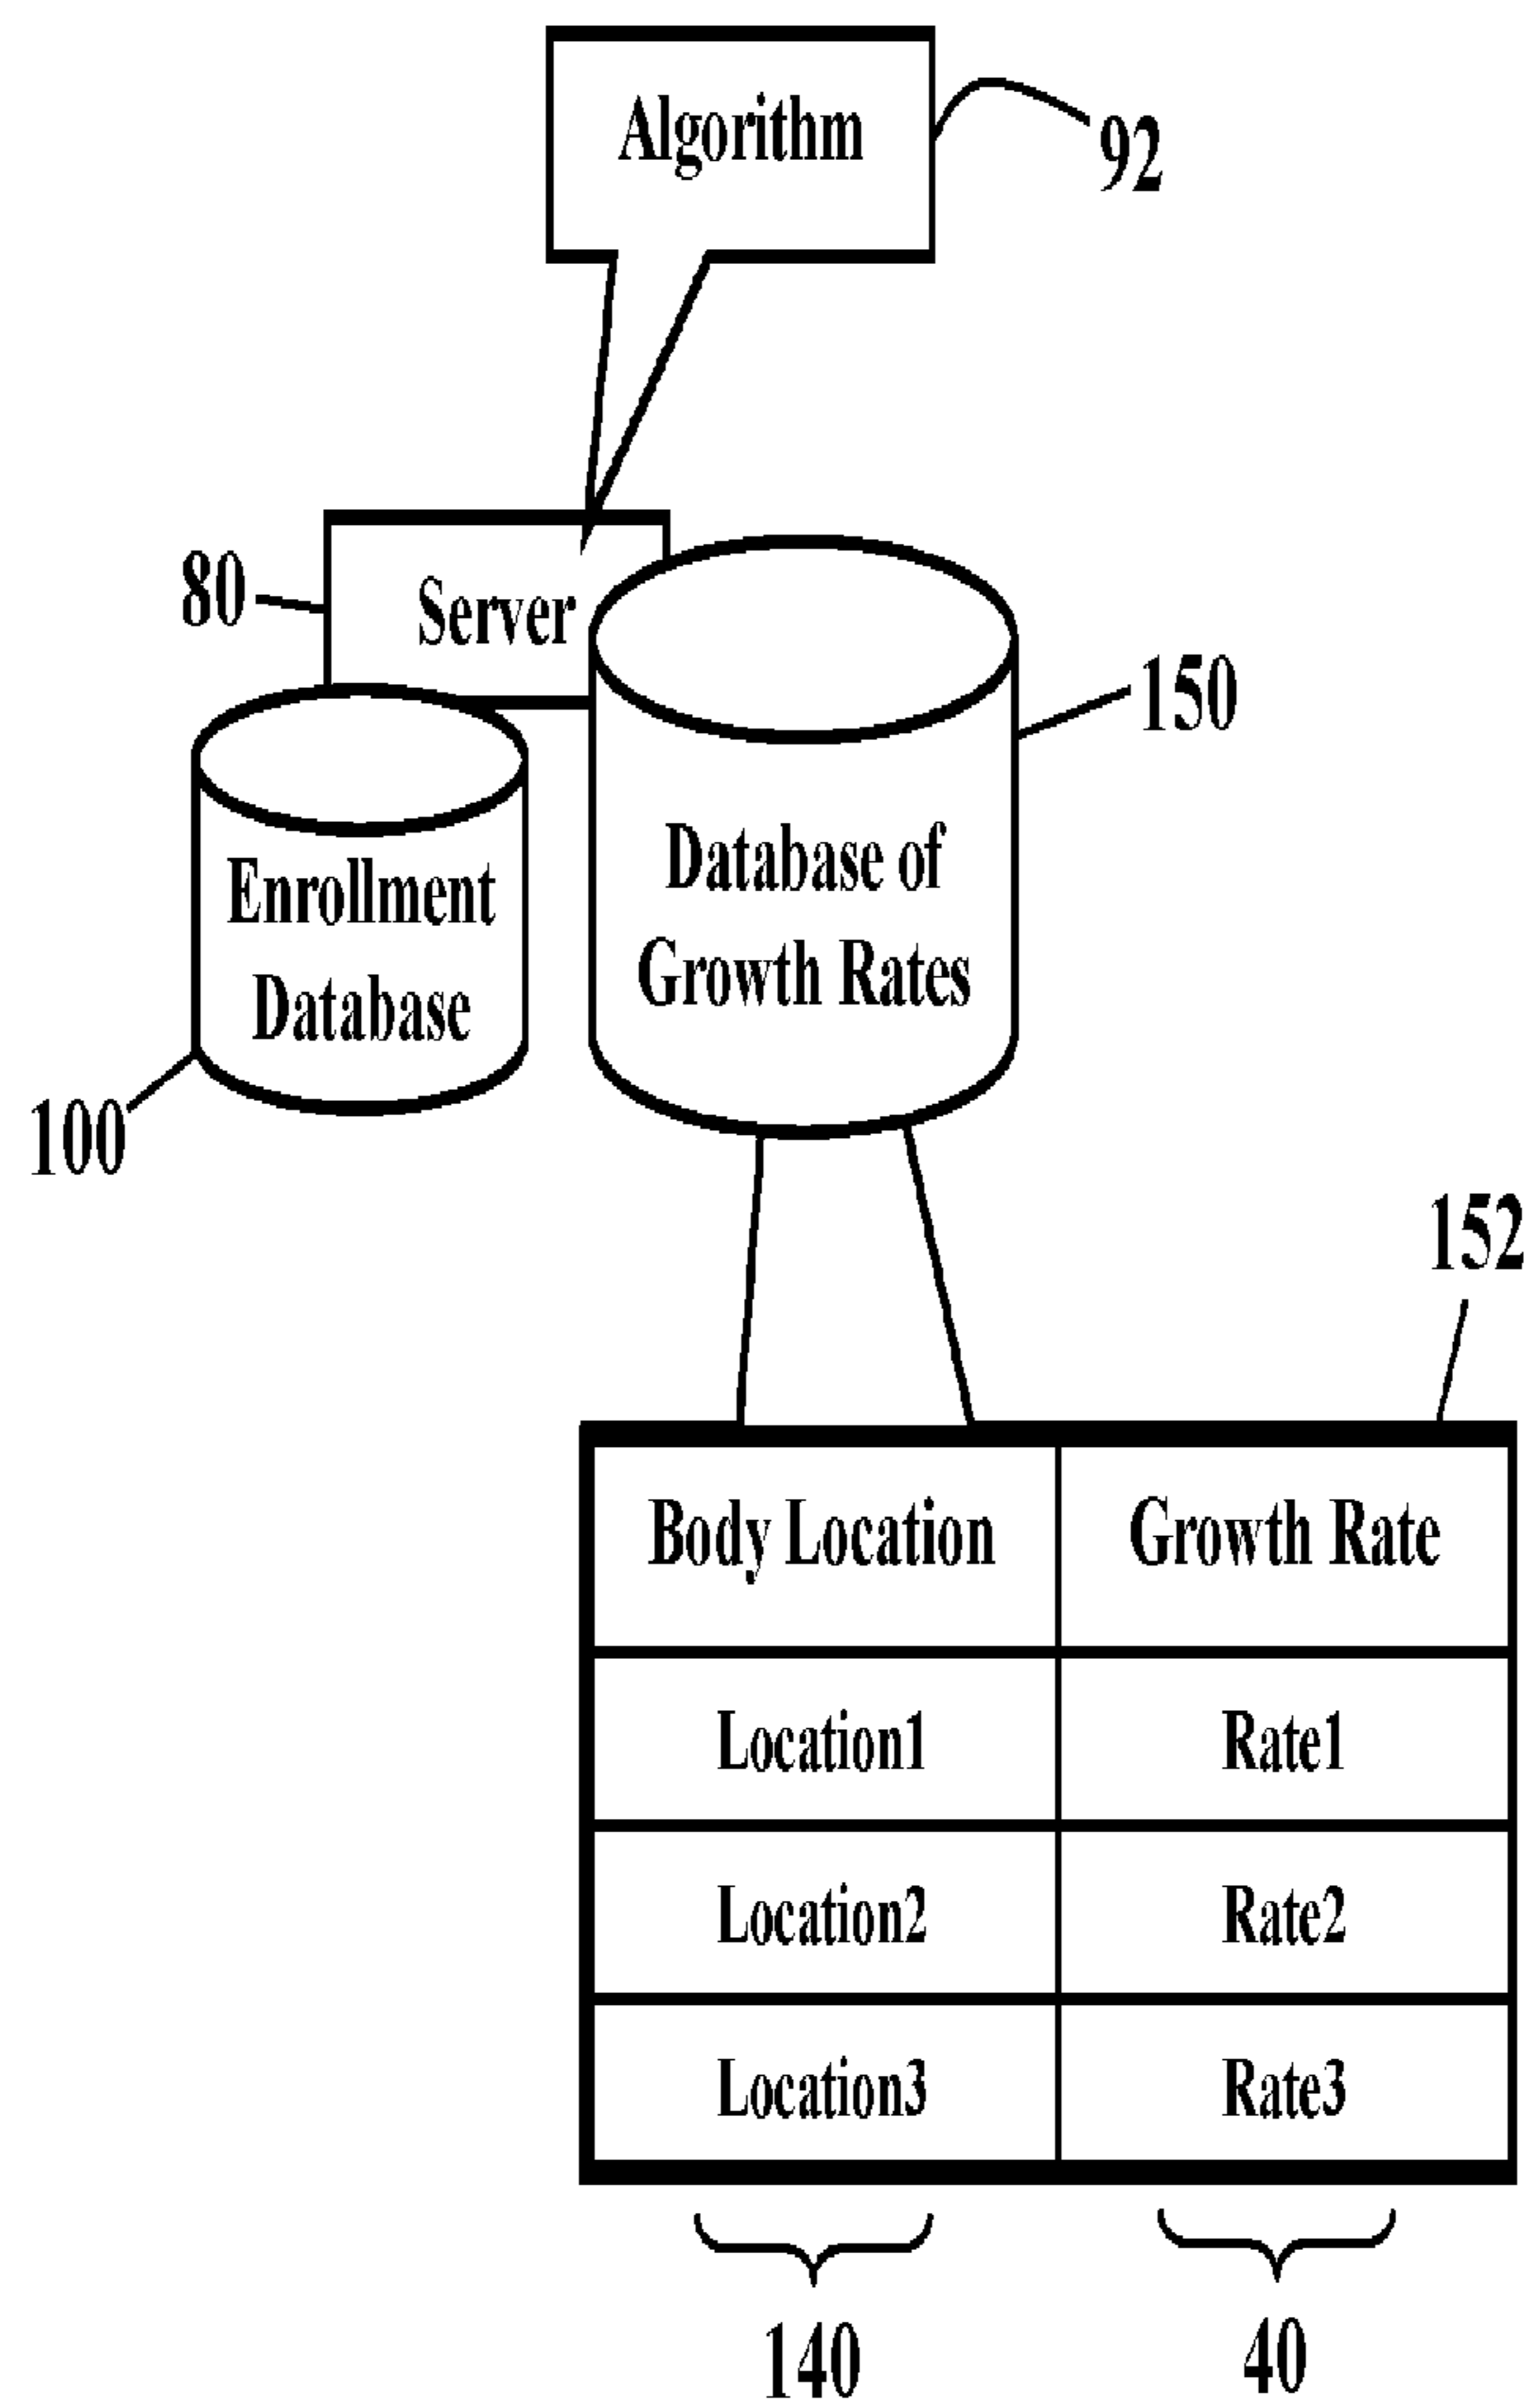 Algorithm
92
80
Server
150
Enrollment
Database
Database of
Growth Rates
100
152
Body Location Growth Rate
Location1 Rate1
Location2 Rate2
Location3 Rate3
140 40